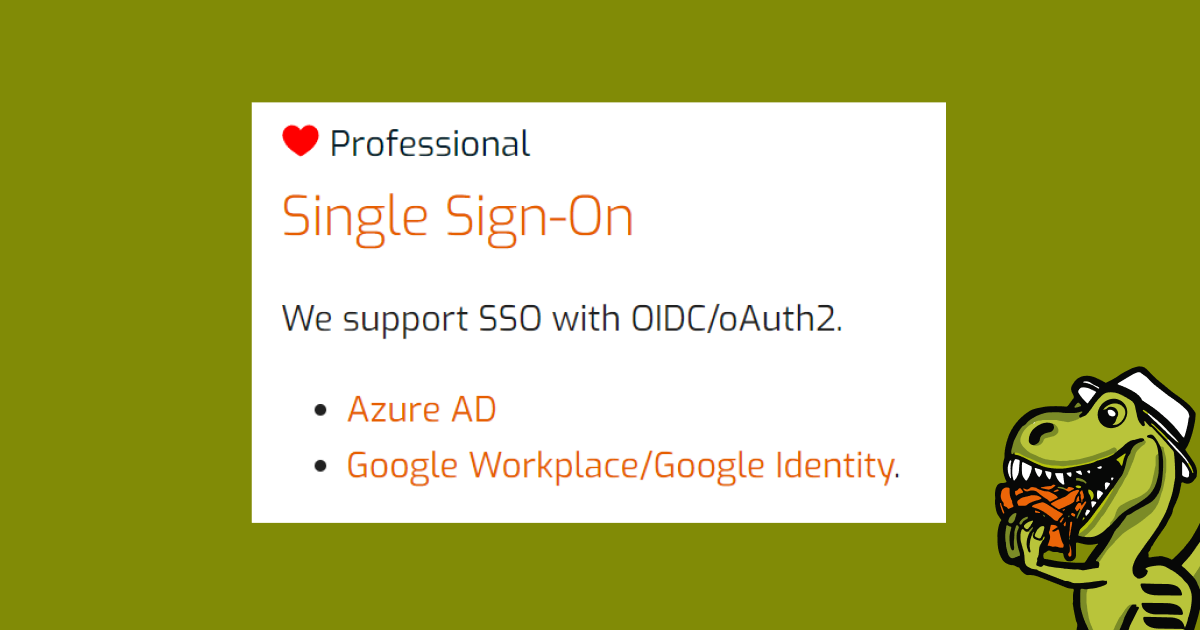 Professional
Single Sign-On
We support SSO with OIDC/oAuth2.
Azure AD
Google Workplace/Google Identity.